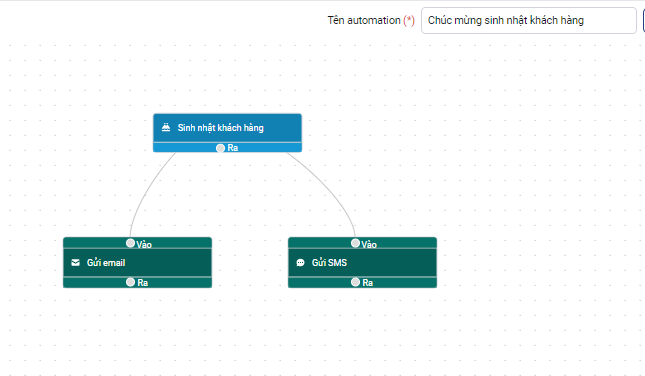 Tên automation (*) Chúc mừng sinh nhật khách hàng
Sinh nhật khách hàng
Ra
Vào
Gửi email
Ra
Vào
Gửi SMS
Ra